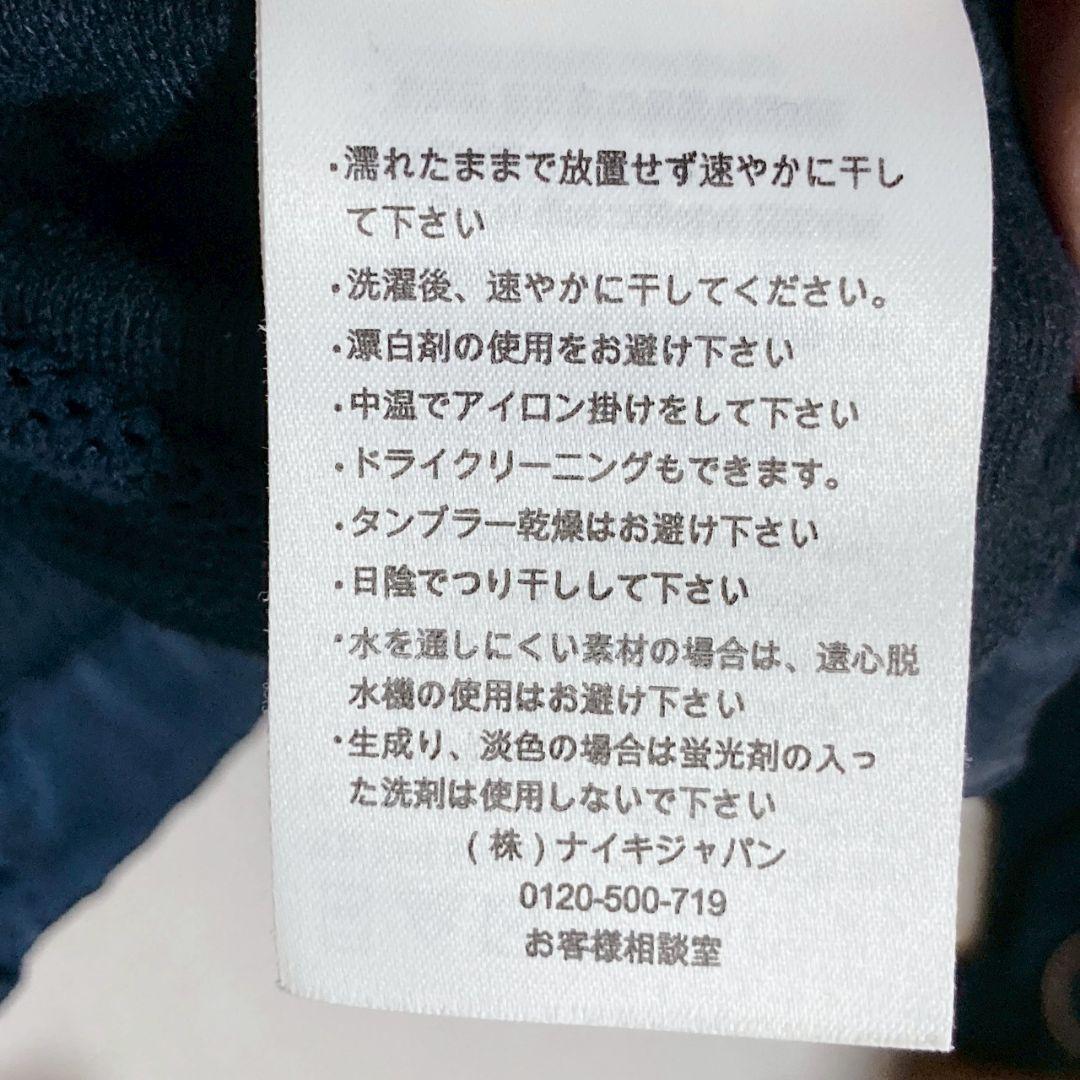 ・濡れたままで放置せず速やかに干し
て下さい
・洗濯後、速やかに干してください。
・漂白剤の使用をお避け下さい
・中温でアイロン掛けをして下さい
・ドライクリーニングもできます。
・タンブラー乾燥はお避け下さい
・日陰でつり干しして下さい
・水を通しにくい素材の場合は、遠心脱
水機の使用はお避け下さい
・生成り、淡色の場合は蛍光剤の入っ
た洗剤は使用しないで下さい
(株)ナイキジャパン
0120-500-719
お客様相談室